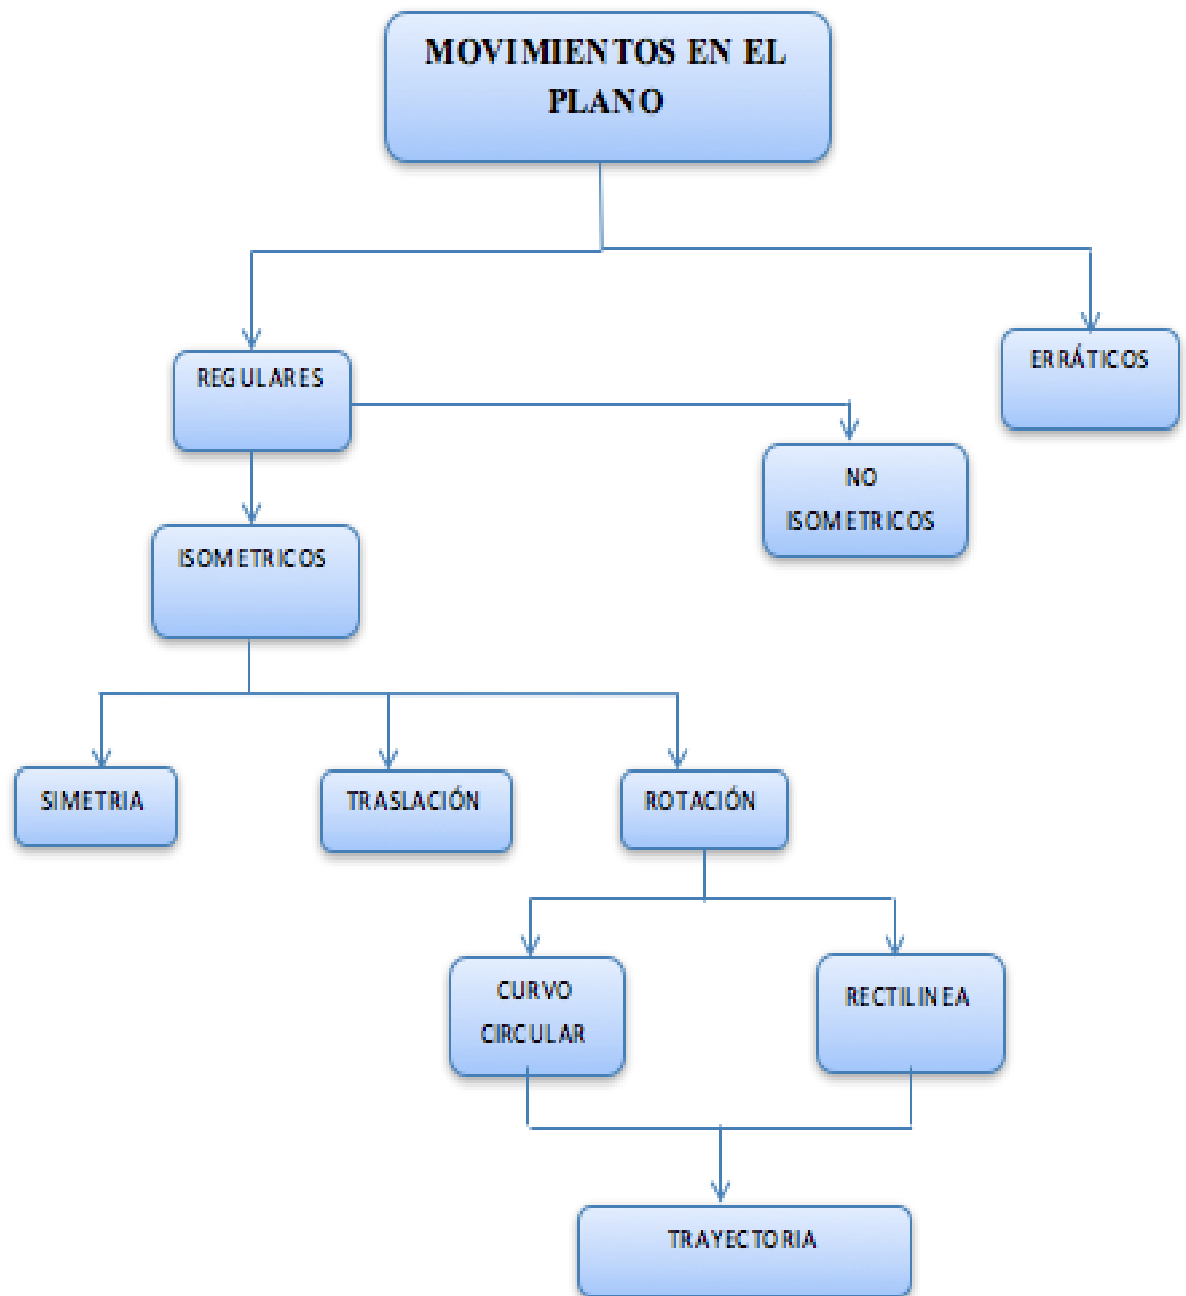 MOVIMIENTOS EN EL
PLANO
REGULARES
ERRÁTICOS
NO
ISOMETRICOS
ISOMETRICOS
SIMETRIA
TRASLACIÓN
ROTACIÓN
CURVO
CIRCULAR
RECTILINEA
TRAYECTORIA